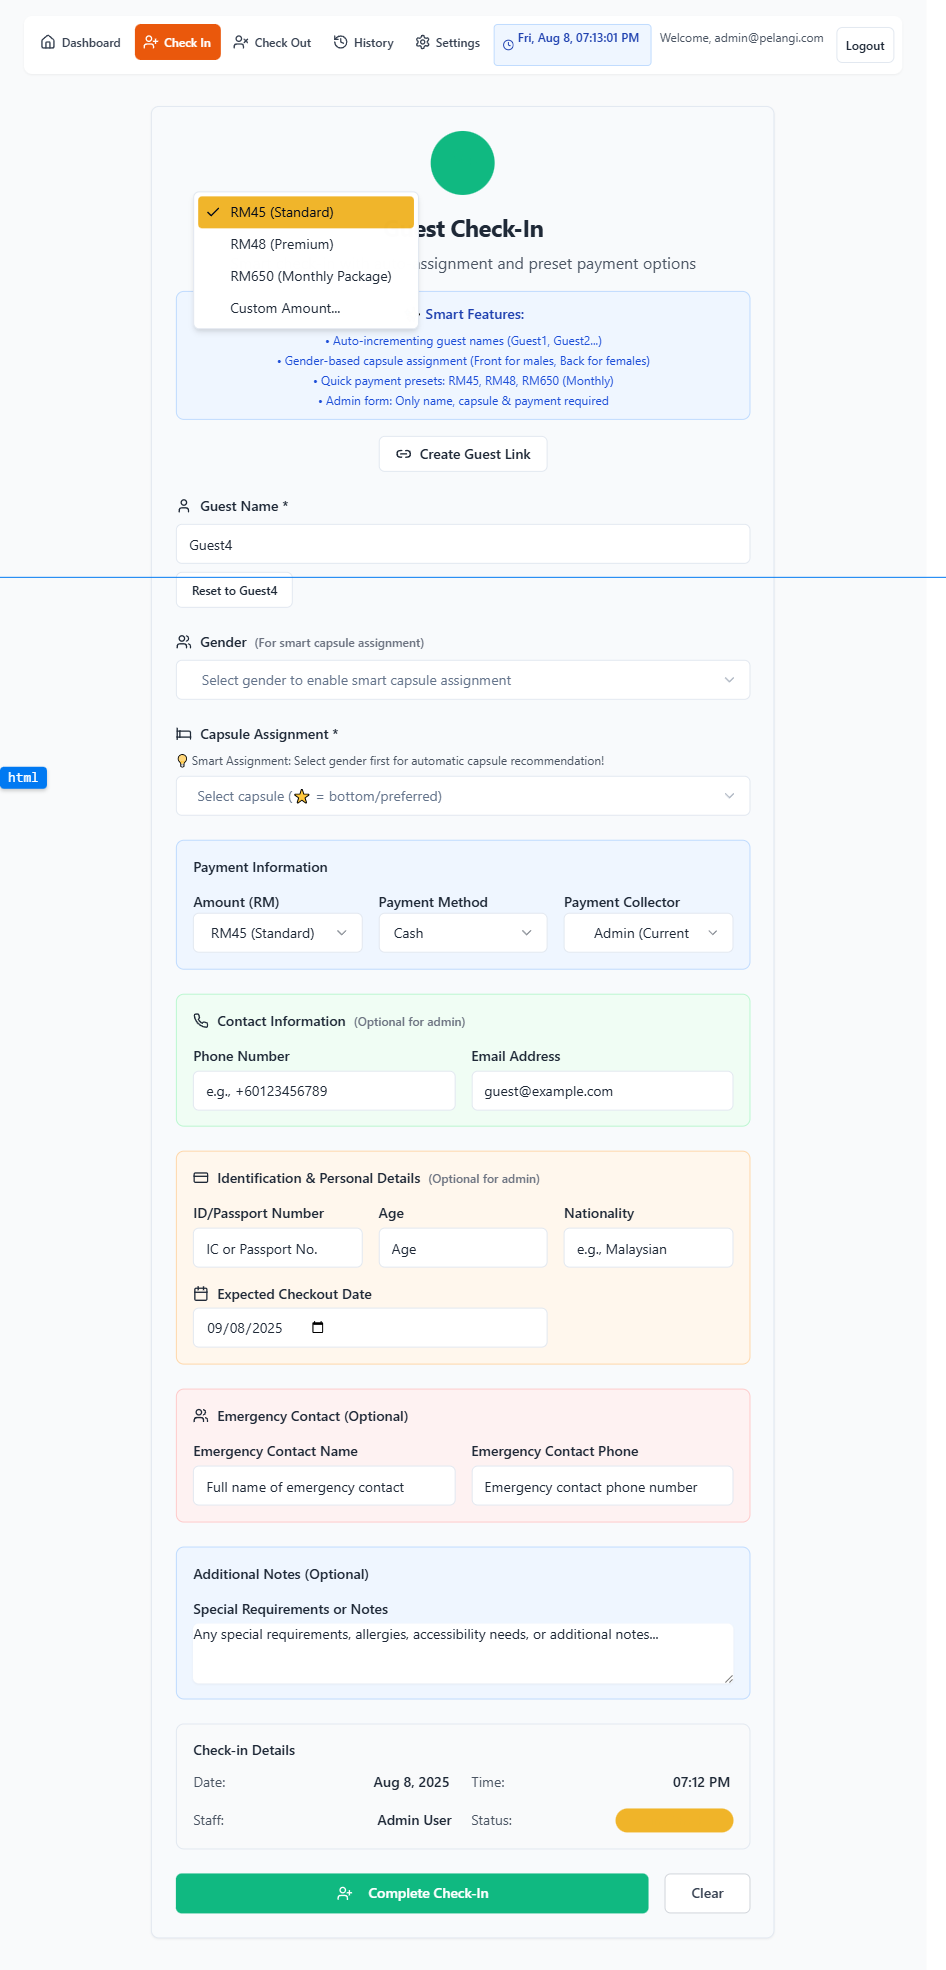 Dashboard
Check In
Check Out
History
Settings
Fri, Aug 8, 07:13:01 PM
Welcome, admin@pelangi.com
Logout
RM45 (Standard)
RM48 (Premium)
RM650 (Monthly Package)
Custom Amount...
est Check-In
ssignment and preset payment options
Smart Features:
• Auto-incrementing guest names (Guest1, Guest2...)
• Gender-based capsule assignment (Front for males, Back for females)
• Quick payment presets: RM45, RM48, RM650 (Monthly)
• Admin form: Only name, capsule & payment required
Create Guest Link
Guest Name *
Guest4
Reset to Guest4
Gender (For smart capsule assignment)
Select gender to enable smart capsule assignment
Capsule Assignment *
html
Smart Assignment: Select gender first for automatic capsule recommendation!
Select capsule (⭐ = bottom/preferred)
Payment Information
Amount (RM) Payment Method Payment Collector
RM45 (Standard) Cash Admin (Current
Contact Information (Optional for admin)
Phone Number Email Address
e.g., +60123456789 guest@example.com
Identification & Personal Details (Optional for admin)
ID/Passport Number Age Nationality
IC or Passport No. Age e.g., Malaysian
Expected Checkout Date
09/08/2025
Emergency Contact (Optional)
Emergency Contact Name Emergency Contact Phone
Full name of emergency contact Emergency contact phone number
Additional Notes (Optional)
Special Requirements or Notes
Any special requirements, allergies, accessibility needs, or additional notes...
Check-in Details
Date: Aug 8, 2025 Time: 07:12 PM
Staff: Admin User Status:
Complete Check-In
Clear